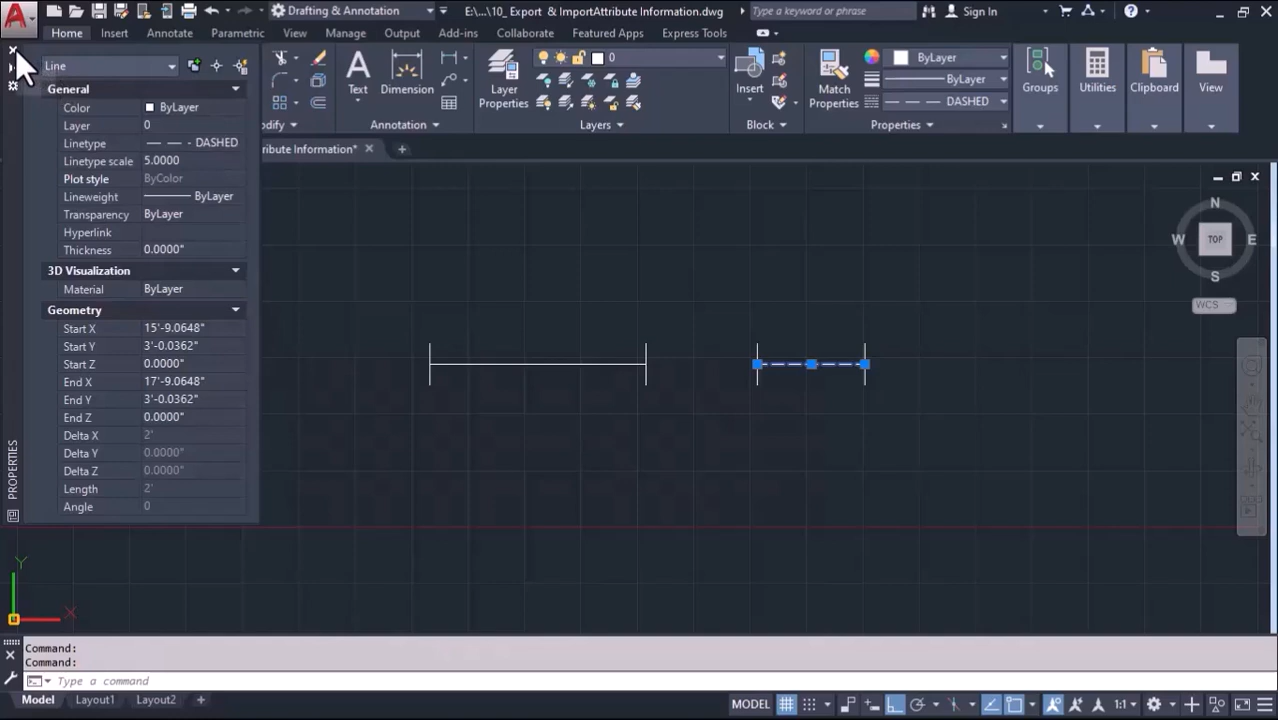 Drafting & Annotation
E:\...\10_ Export & ImportAttribute Information.dwg
Type a keyword or phrase
Sign In
Home Insert Annotate Parametric View Manage Output Add-ins Collaborate Featured Apps Express Tools
Line
General
Color ByLayer
Layer 0
Linetype DASHED
Linetype scale 5.0000
Plot style ByColor
Lineweight ByLayer
Transparency ByLayer
Hyperlink
Thickness 0.0000"
3D Visualization
Material ByLayer
Geometry
Start X 15'-9.0648"
Start Y 3'-0.0362"
Start Z 0.0000"
End X 17'-9.0648"
End Y 3'-0.0362"
End Z 0.0000"
Delta X 2'
Delta Y 0.0000"
Delta Z 0.0000"
Length 2'
Angle 0
PROPERTIES
odify
Text
Dimension
Annotation
Layer
Properties
0
Layers
Insert
Block
Match
Properties
ByLayer
ByLayer
DASHED
Properties
Groups
Utilities
Clipboard
View
ribute Information*
N
W TOP E
S
WCS
Y
X
Command:
Command:
Type a command
Model Layout1 Layout2
MODEL
1:1